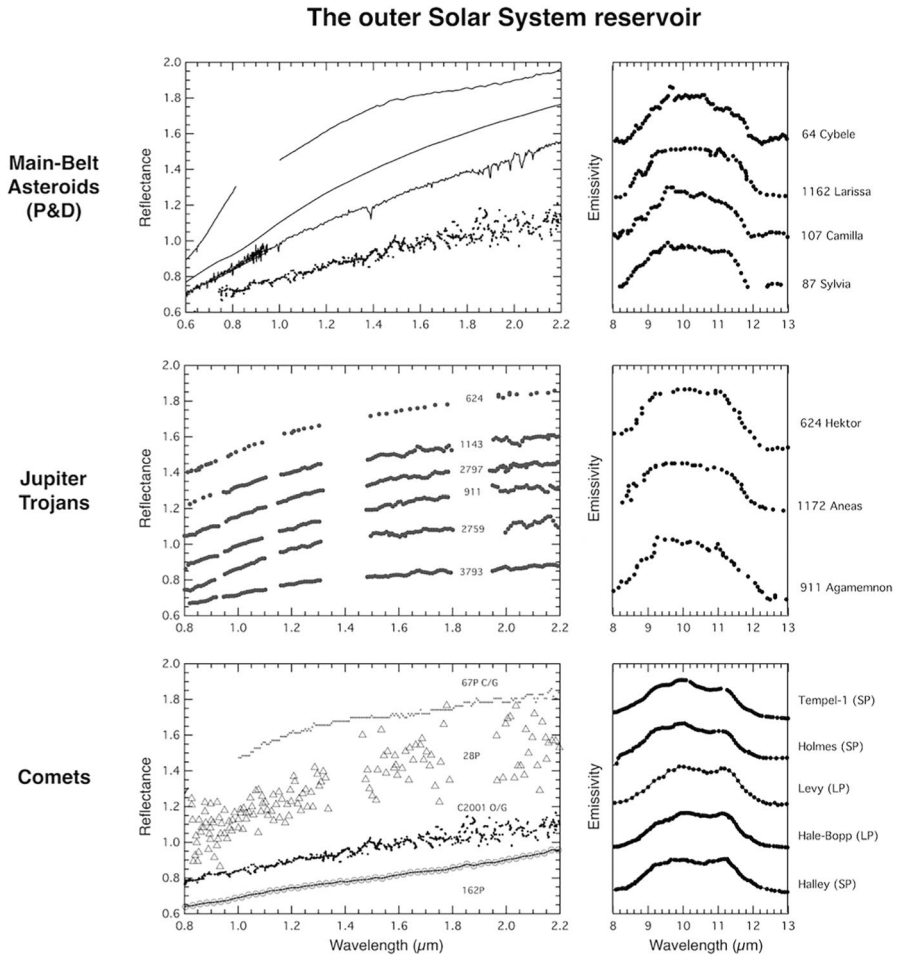 The outer Solar System reservoir
Main-Belt
Asteroids
(P&D)
Reflectance
2.0
1.8
1.6
1.4
1.2
1.0
0.8
0.6
0.6 0.8 1.0 1.2 1.4 1.6 1.8 2.0 2.2
Emissivity
64 Cybele
1162 Larissa
107 Camilla
87 Sylvia
8 9 10 11 12 13
Jupiter
Trojans
Reflectance
2.0
1.8
1.6
1.4
1.2
1.0
0.8
0.6
624
1143
2797
911
2759
3793
0.8 1.0 1.2 1.4 1.6 1.8 2.0 2.2
Emissivity
624 Hektor
1172 Aneas
911 Agamemnon
8 9 10 11 12 13
Comets
Reflectance
2.0
1.8
1.6
1.4
1.2
1.0
0.8
0.6
67P C/G
28P
C2001 O/G
162P
0.8 1.0 1.2 1.4 1.6 1.8 2.0 2.2
Wavelength (μm)
Emissivity
Tempel-1 (SP)
Holmes (SP)
Levy (LP)
Hale-Bopp (LP)
Halley (SP)
8 9 10 11 12 13
Wavelength (μm)